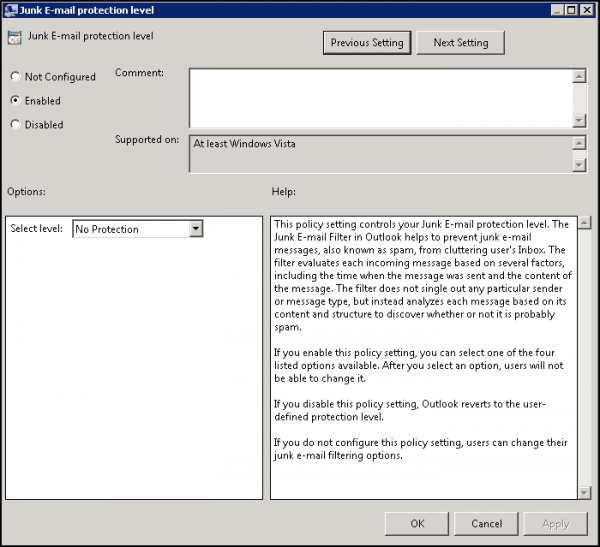 Junk E-mail protection level
Junk E-mail protection level
Previous Setting
Next Setting
Not Configured
Comment:
Enabled
Disabled
Supported on:
At least Windows Vista
Options:
Help:
Select level:
No Protection
This policy setting controls your Junk E-mail protection level. The
Junk E-mail Filter in Outlook helps to prevent junk e-mail
messages, also known as spam, from cluttering user's Inbox. The
filter evaluates each incoming message based on several factors,
including the time when the message was sent and the content of
the message. The filter does not single out any particular sender
or message type, but instead analyzes each message based on its
content and structure to discover whether or not it is probably
spam.
If you enable this policy setting, you can select one of the four
listed options available. After you select an option, users will not
be able to change it.
If you disable this policy setting, Outlook reverts to the user-
defined protection level.
If you do not configure this policy setting, users can change their
junk e-mail filtering options.
OK
Cancel
Apply